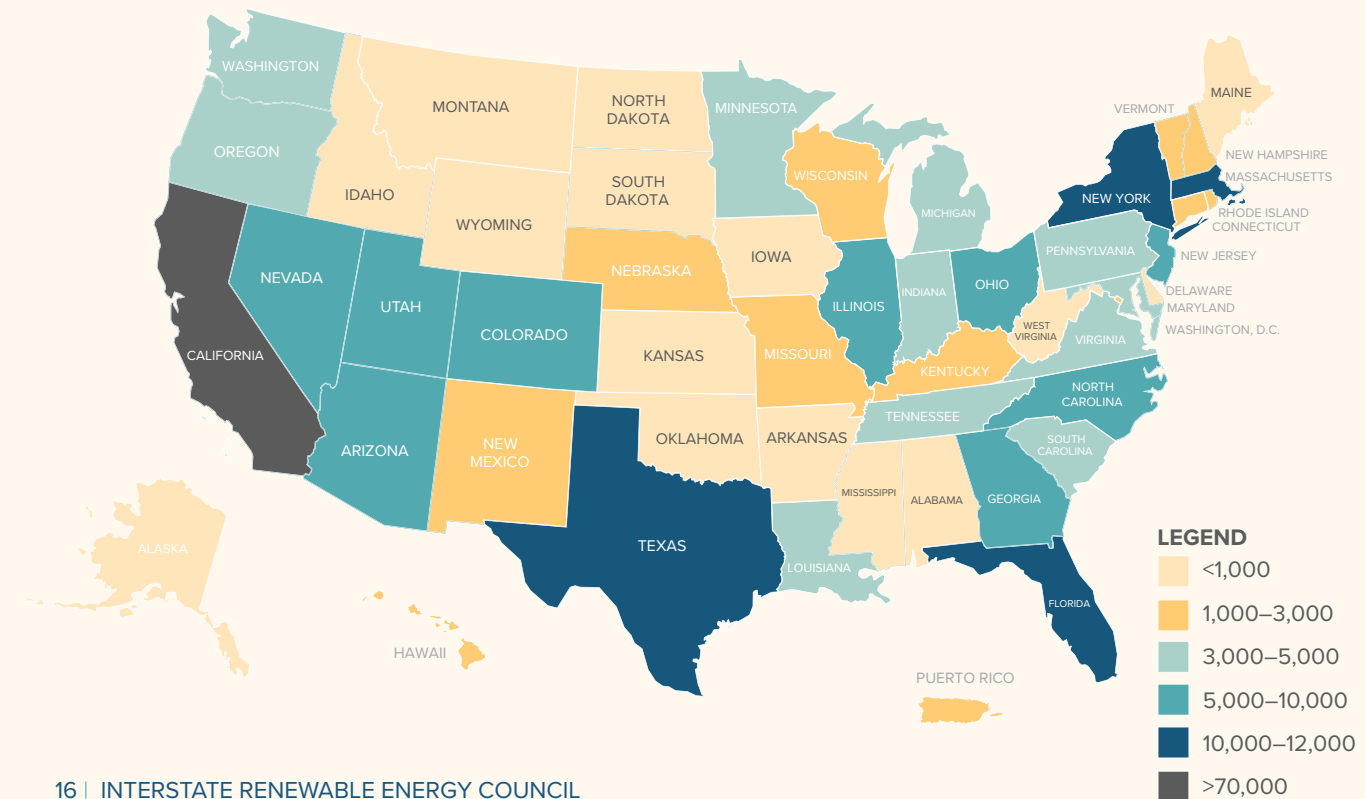 WASHINGTON
OREGON
MONTANA
IDAHO
WYOMING
NORTH
DAKOTA
SOUTH
DAKOTA
MINNESOTA
WISCONSIN
MICHIGAN
NEBRASKA
IOWA
NEVADA
UTAH
COLORADO
CALIFORNIA
ARIZONA
NEW
MEXICO
KANSAS
OKLAHOMA
TEXAS
MISSOURI
ARKANSAS
LOUISIANA
ILLINOIS
INDIANA
OHIO
KENTUCKY
TENNESSEE
MISSISSIPPI
ALABAMA
GEORGIA
FLORIDA
SOUTH
CAROLINA
NORTH
CAROLINA
VIRGINIA
WEST
VIRGINIA
PENNSYLVANIA
NEW YORK
VERMONT
MAINE
NEW HAMPSHIRE
MASSACHUSETTS
RHODE ISLAND
CONNECTICUT
NEW JERSEY
DELAWARE
MARYLAND
WASHINGTON, D.C.
ALASKA
HAWAII
PUERTO RICO
LEGEND
<1,000
1,000–3,000
3,000–5,000
5,000–10,000
10,000–12,000
>70,000
16 | INTERSTATE RENEWABLE ENERGY COUNCIL